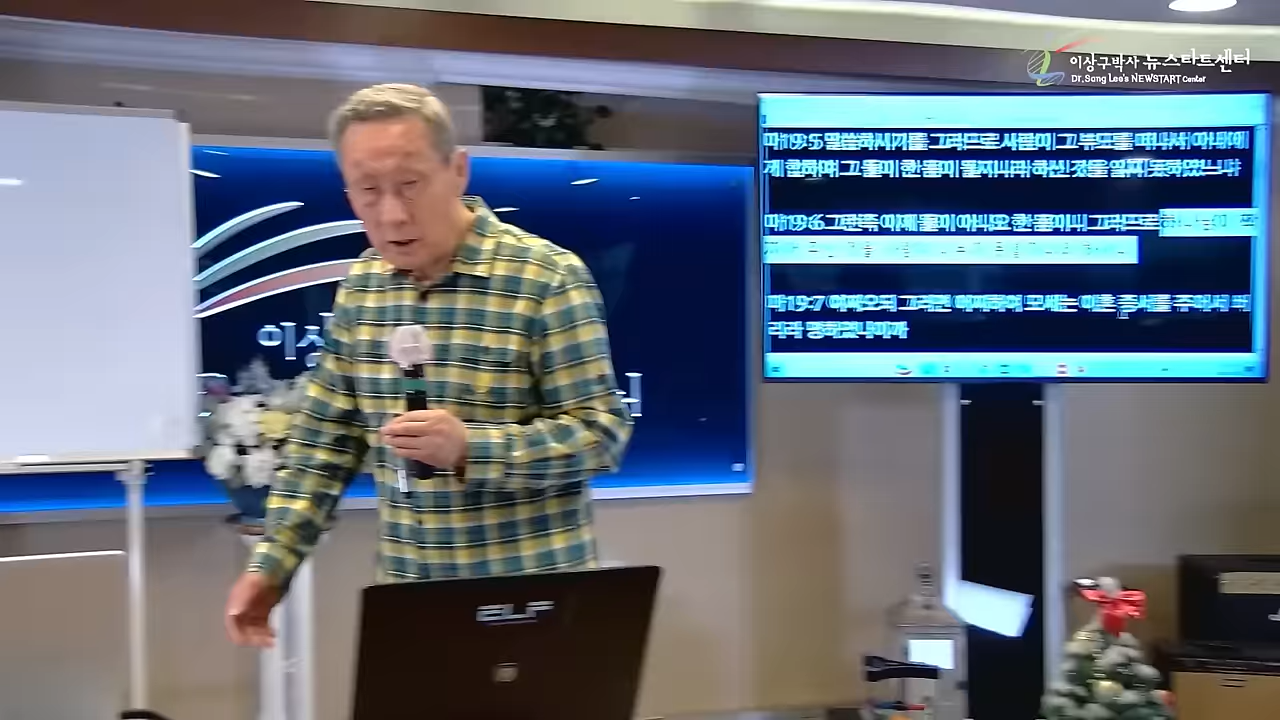 이상구박사 뉴스타트센터
Dr.Sang Lee's NEWSTART Center
마19:5 말씀하시기를 그러므로 사람이 그 부모를 떠나서 아내에
게 합하여 그 둘이 한 몸이 될지니라 하신 것을 읽지 못하였느냐
마19:6 그런즉 이제 둘이 아니요 한 몸이니 그러므로
마19:7 여짜오되 그러면 어찌하여 모세는 이혼 증서를 주어서 버
리라 명하였나이까
이상